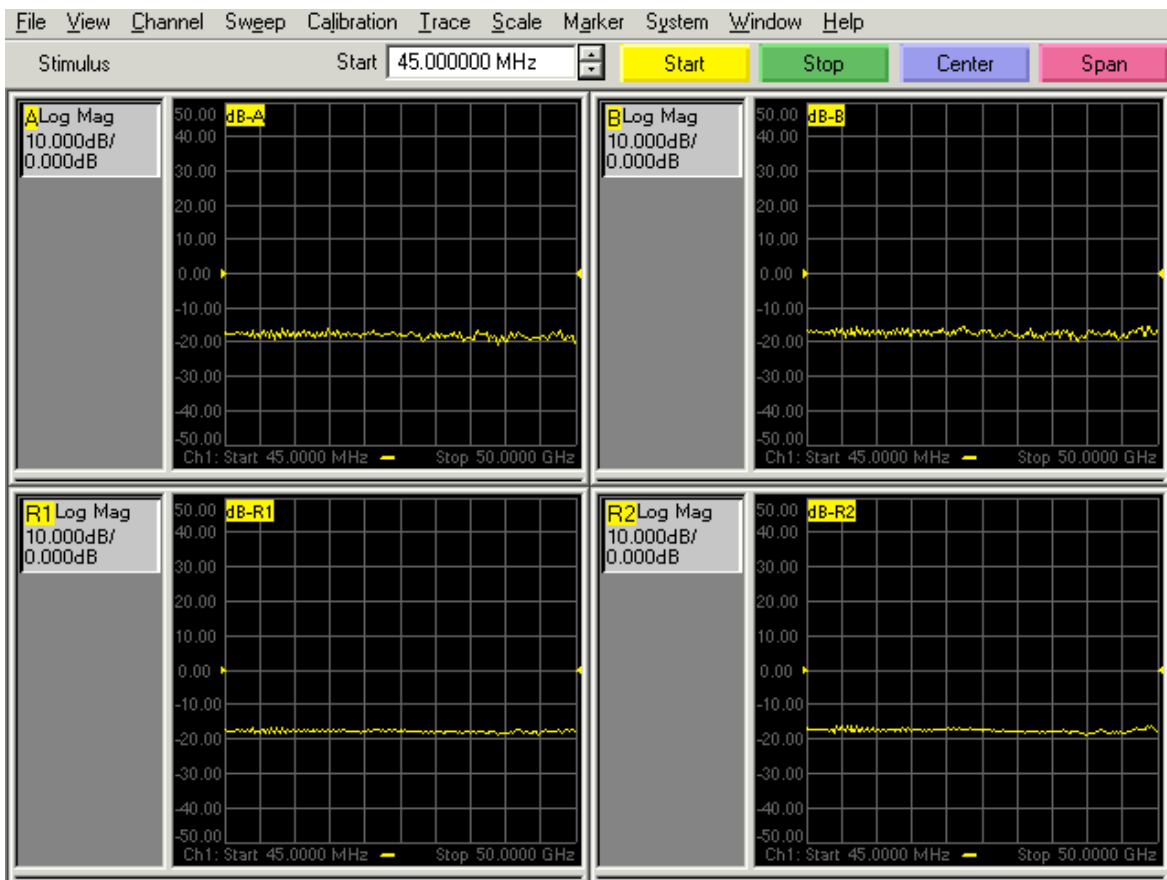 File View Channel Sweep Calibration Trace Scale Marker System Window Help
Stimulus Start 45.000000 MHz Start Stop Center Span
A Log Mag
10.000dB/
0.000dB
50.00 dB-A
40.00
30.00
20.00
10.00
0.00
-10.00
-20.00
-30.00
-40.00
-50.00
Ch1: Start 45.0000 MHz Stop 50.0000 GHz
B Log Mag
10.000dB/
0.000dB
50.00 dB-B
40.00
30.00
20.00
10.00
0.00
-10.00
-20.00
-30.00
-40.00
-50.00
Ch1: Start 45.0000 MHz Stop 50.0000 GHz
R1 Log Mag
10.000dB/
0.000dB
50.00 dB-R1
40.00
30.00
20.00
10.00
0.00
-10.00
-20.00
-30.00
-40.00
-50.00
Ch1: Start 45.0000 MHz Stop 50.0000 GHz
R2 Log Mag
10.000dB/
0.000dB
50.00 dB-R2
40.00
30.00
20.00
10.00
0.00
-10.00
-20.00
-30.00
-40.00
-50.00
Ch1: Start 45.0000 MHz Stop 50.0000 GHz